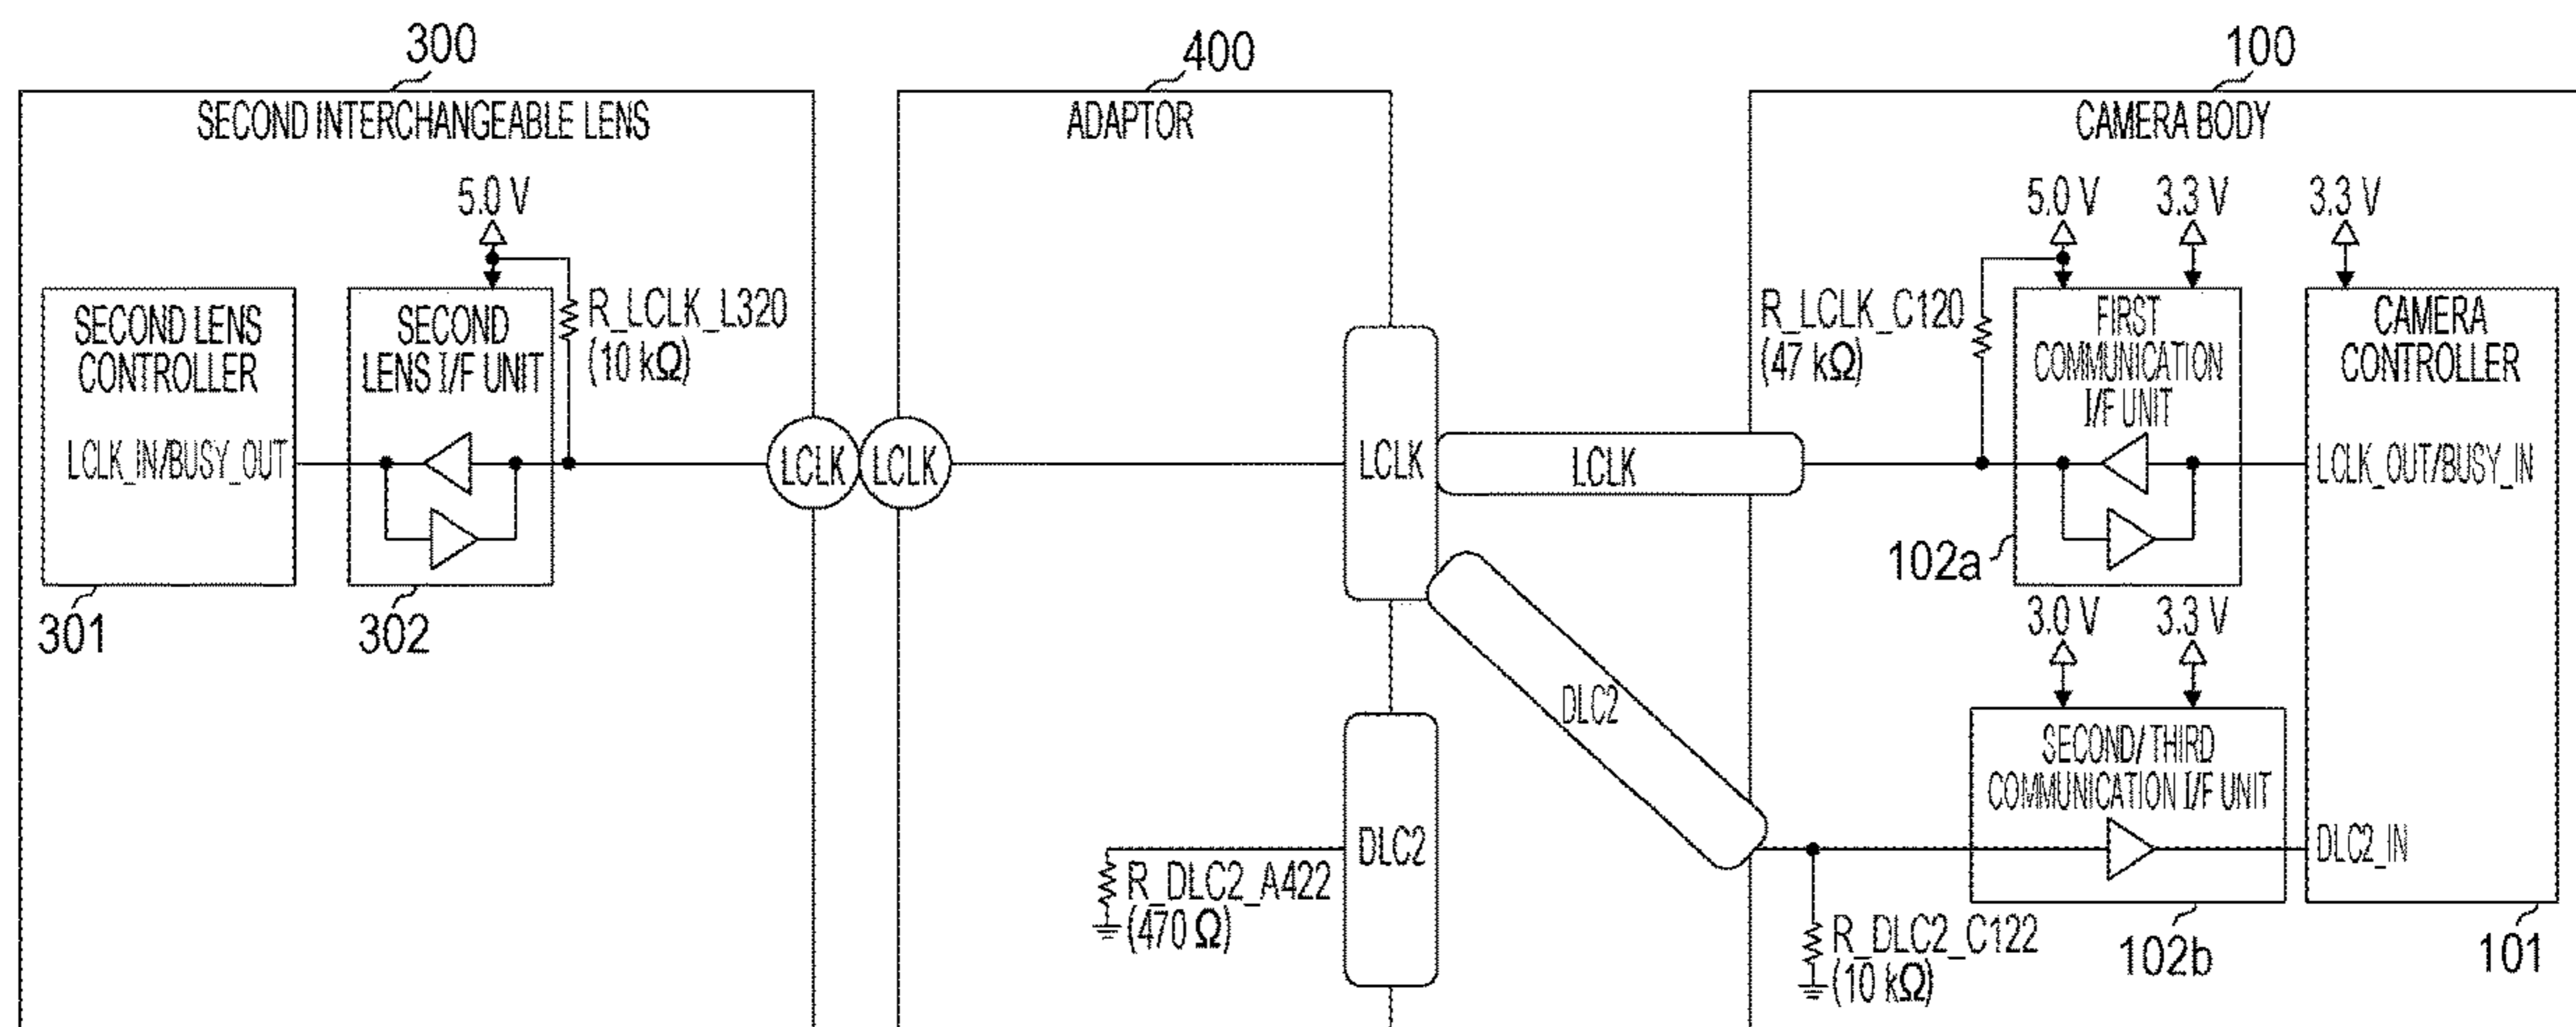 300
SECOND INTERCHANGEABLE LENS
5.0 V
SECOND LENS
CONTROLLER
LCLK_IN/BUSY_OUT
301
SECOND
LENS I/F UNIT
302
R_LCLK_L320
(10 kΩ)
LCLK
400
ADAPTOR
LCLK
LCLK
DLC2
R_DLC2_A422
(470 Ω)
LCLK
DLC2
100
CAMERA BODY
5.0 V
3.3 V
3.3 V
R_LCLK_C120
(47 kΩ)
FIRST
COMMUNICATION
I/F UNIT
102a
CAMERA
CONTROLLER
LCLK_OUT/BUSY_IN
3.0 V
3.3 V
SECOND/THIRD
COMMUNICATION I/F UNIT
DLC2_IN
R_DLC2_C122
(10 kΩ)
102b
101